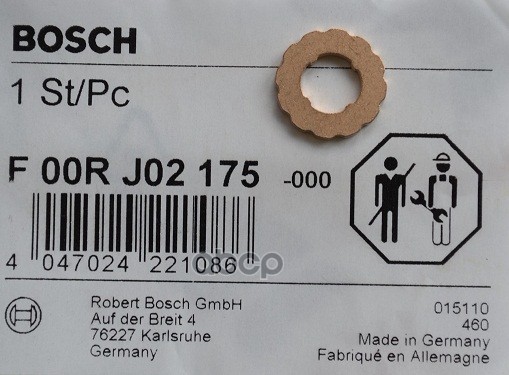 BOSCH
1 St/Pc
F 00R J02 175 -000
4 047024 221086
Robert Bosch GmbH
Auf der Breit 4
76227 Karlsruhe
Germany
015110
460
Made in Germany
Fabriqué en Allemagne